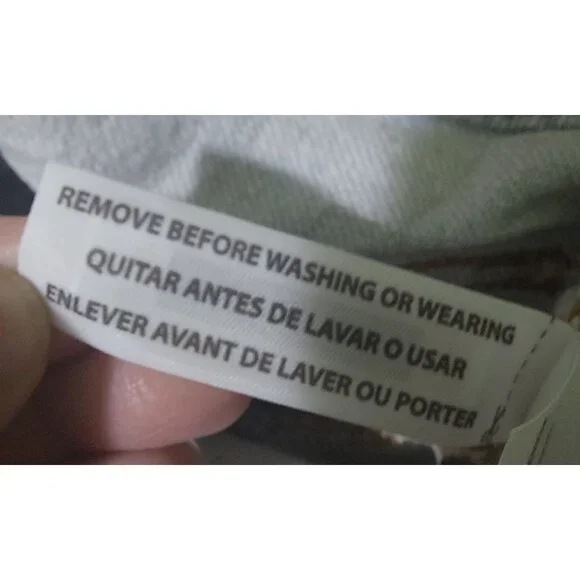 REMOVE BEFORE WASHING OR WEARING
QUITAR ANTES DE LAVAR O USAR
ENLEVER AVANT DE LAVER OU PORTER